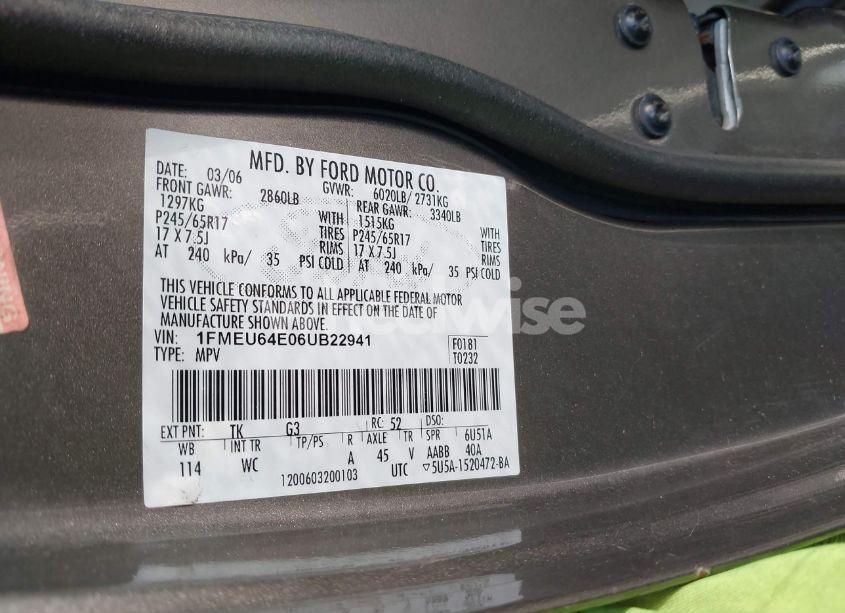 MFD. BY FORD MOTOR CO.
DATE: 03/06 GVWR: 6020LB/ 2731KG
FRONT GAWR: 2860LB REAR GAWR: 3340LB
1297KG WITH 1515KG WITH
P245/65R17 TIRES P245/65R17 TIRES
17 X 7.5J RIMS 17 X 7.5J RIMS
AT 240 kPa/ 35 PSI COLD AT 240 kPa/ 35 PSI COLD
THIS VEHICLE CONFORMS TO ALL APPLICABLE FEDERAL MOTOR
VEHICLE SAFETY STANDARDS IN EFFECT ON THE DATE OF
MANUFACTURE SHOWN ABOVE.
VIN: 1FMEU64E06UB22941 F0181
TYPE: MPV T0232
EXT PNT: TK G3 RC: 52 DSO:
WB INT TR TP/PS R AXLE TR SPR 6U51A
114 WC A 45 V AABB 40A
1200603200103 UTC ▽5U5A-1520472-BA